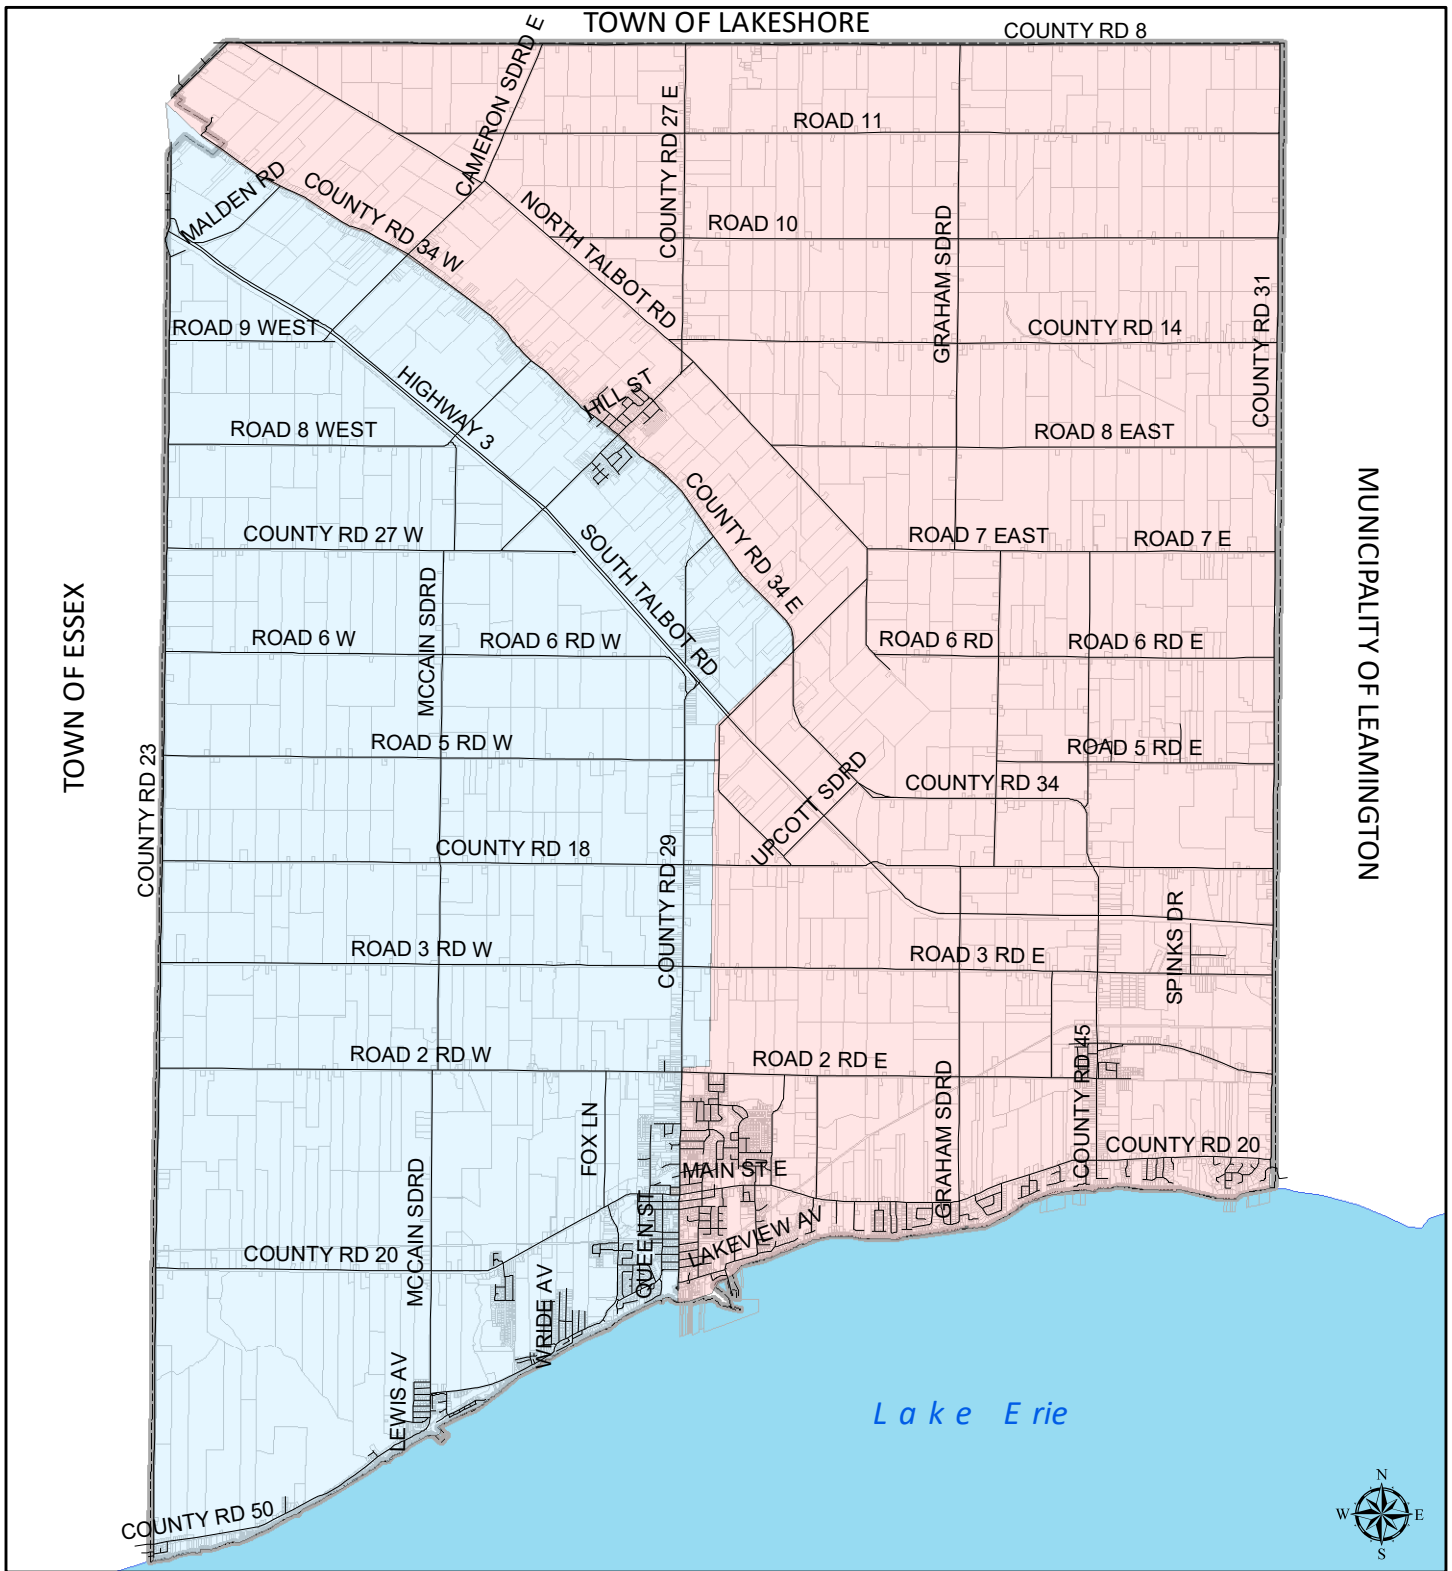 TOWN OF LAKESHORE
COUNTY RD 8
CAMERON SDRD E
COUNTY RD 27 E
ROAD 11
MALDEN RD
COUNTY RD 34 W
NORTH TALBOT RD
ROAD 10
GRAHAM SDRD
COUNTY RD 31
ROAD 9 WEST
COUNTY RD 14
HIGHWAY 3
HILL ST
ROAD 8 WEST
ROAD 8 EAST
COUNTY RD 27 W
SOUTH TALBOT RD
COUNTY RD 34 E
ROAD 7 EAST
ROAD 7 E
MUNICIPALITY OF LEAMINGTON
TOWN OF ESSEX
MCCAIN SDRD
ROAD 6 W
ROAD 6 RD W
ROAD 6 RD
ROAD 6 RD E
ROAD 5 RD W
ROAD 5 RD E
COUNTY RD 23
UPCOTT SDRD
COUNTY RD 34
COUNTY RD 18
COUNTY RD 29
ROAD 3 RD W
ROAD 3 RD E
SPINKS DR
ROAD 2 RD W
ROAD 2 RD E
COUNTY RD 45
FOX LN
GRAHAM SDRD
MAIN ST E
COUNTY RD 20
MCCAIN SDRD
QUEEN ST
LAKEVIEW AV
COUNTY RD 20
WRIDE AV
LEWIS AV
Lake Erie
COUNTY RD 50
N
W
E
S